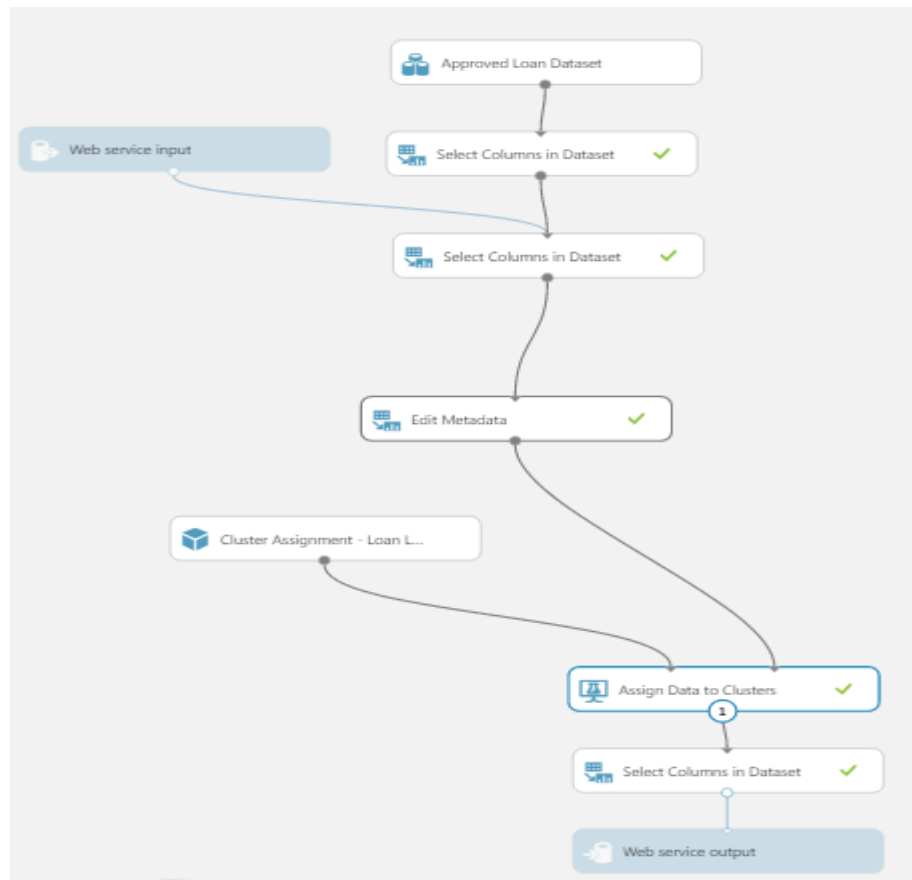 Approved Loan Dataset
Web service input
Select Columns in Dataset
Select Columns in Dataset
Edit Metadata
Cluster Assignment - Loan L...
Assign Data to Clusters
1
Select Columns in Dataset
Web service output